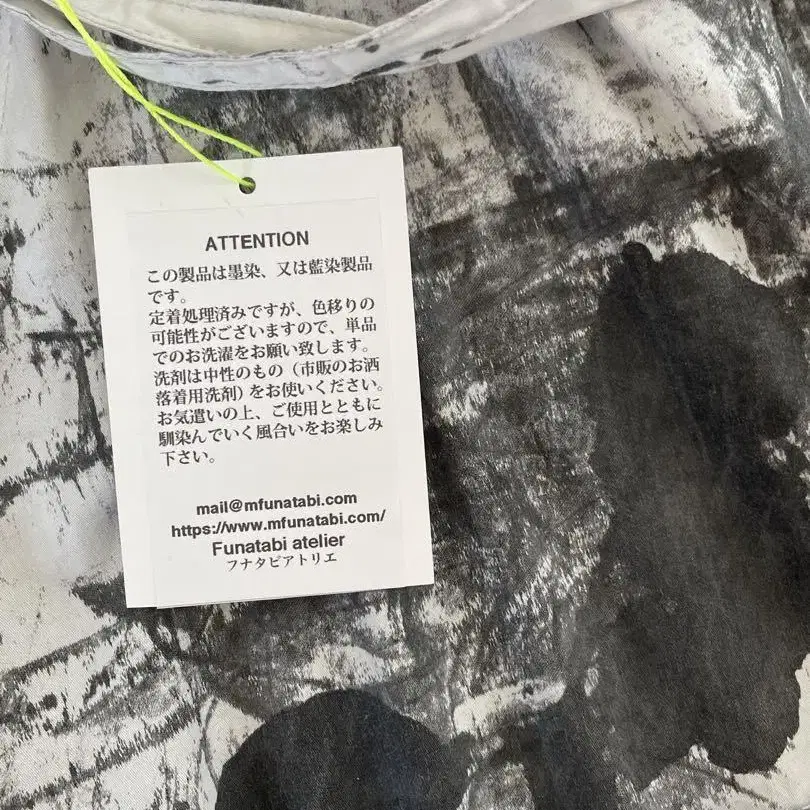 ATTENTION
この製品は墨染、又は藍染製品
です。
定着処理済みですが、色移りの
可能性がございますので、単品
でのお洗濯をお願い致します。
洗剤は中性のもの（市販のお洒
落着用洗剤）をお使いください。
お気遣いの上、ご使用とともに
馴染んでいく風合いをお楽しみ
下さい。
mail@mfunatabi.com
https://www.mfunatabi.com/
Funatabi atelier
フナタビアトリエ